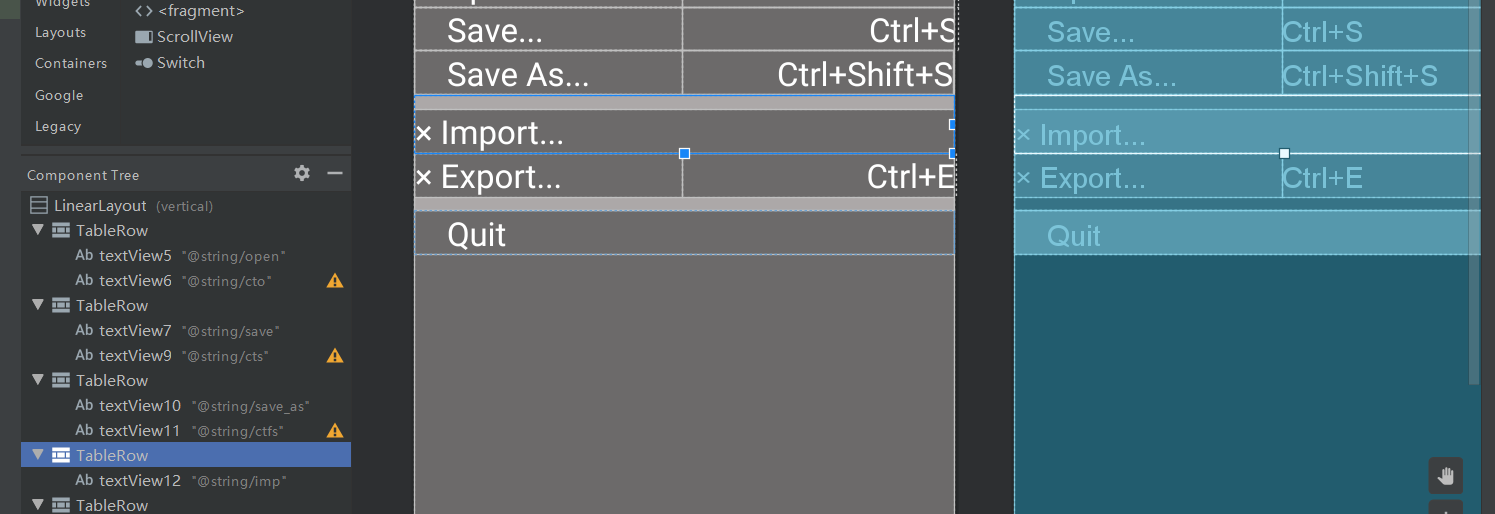 Widgets
<fragment>
Layouts
ScrollView
Containers
Switch
Google
Legacy
Component Tree
LinearLayout (vertical)
TableRow
Ab textView5 "@string/open"
Ab textView6 "@string/cto"
TableRow
Ab textView7 "@string/save"
Ab textView9 "@string/cts"
TableRow
Ab textView10 "@string/save_as"
Ab textView11 "@string/ctfs"
TableRow
Ab textView12 "@string/imp"
TableRow
Save... Ctrl+S
Save As... Ctrl+Shift+S
× Import...
× Export... Ctrl+E
Quit
Save... Ctrl+S
Save As... Ctrl+Shift+S
× Import...
× Export... Ctrl+E
Quit